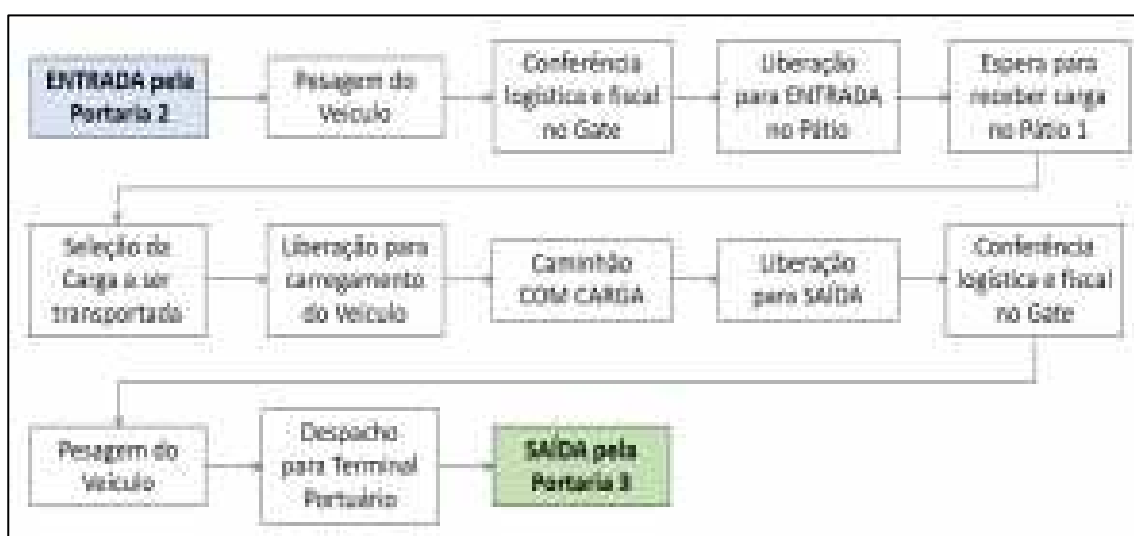 ENTRADA pela
Portaria 2
Pesagem do
Veículo
Conferência
logística e fiscal
no Gate
Liberação
para ENTRADA
no Pátio
Espera para
receber carga
no Pátio 1
Seleção da
Carga a ser
transportada
Liberação para
carregamento
do Veículo
Caminhão
COM CARGA
Liberação
para SAÍDA
Conferência
logística e fiscal
no Gate
Pesagem do
Veículo
Despacho
para Terminal
Portuário
SAÍDA pela
Portaria 3